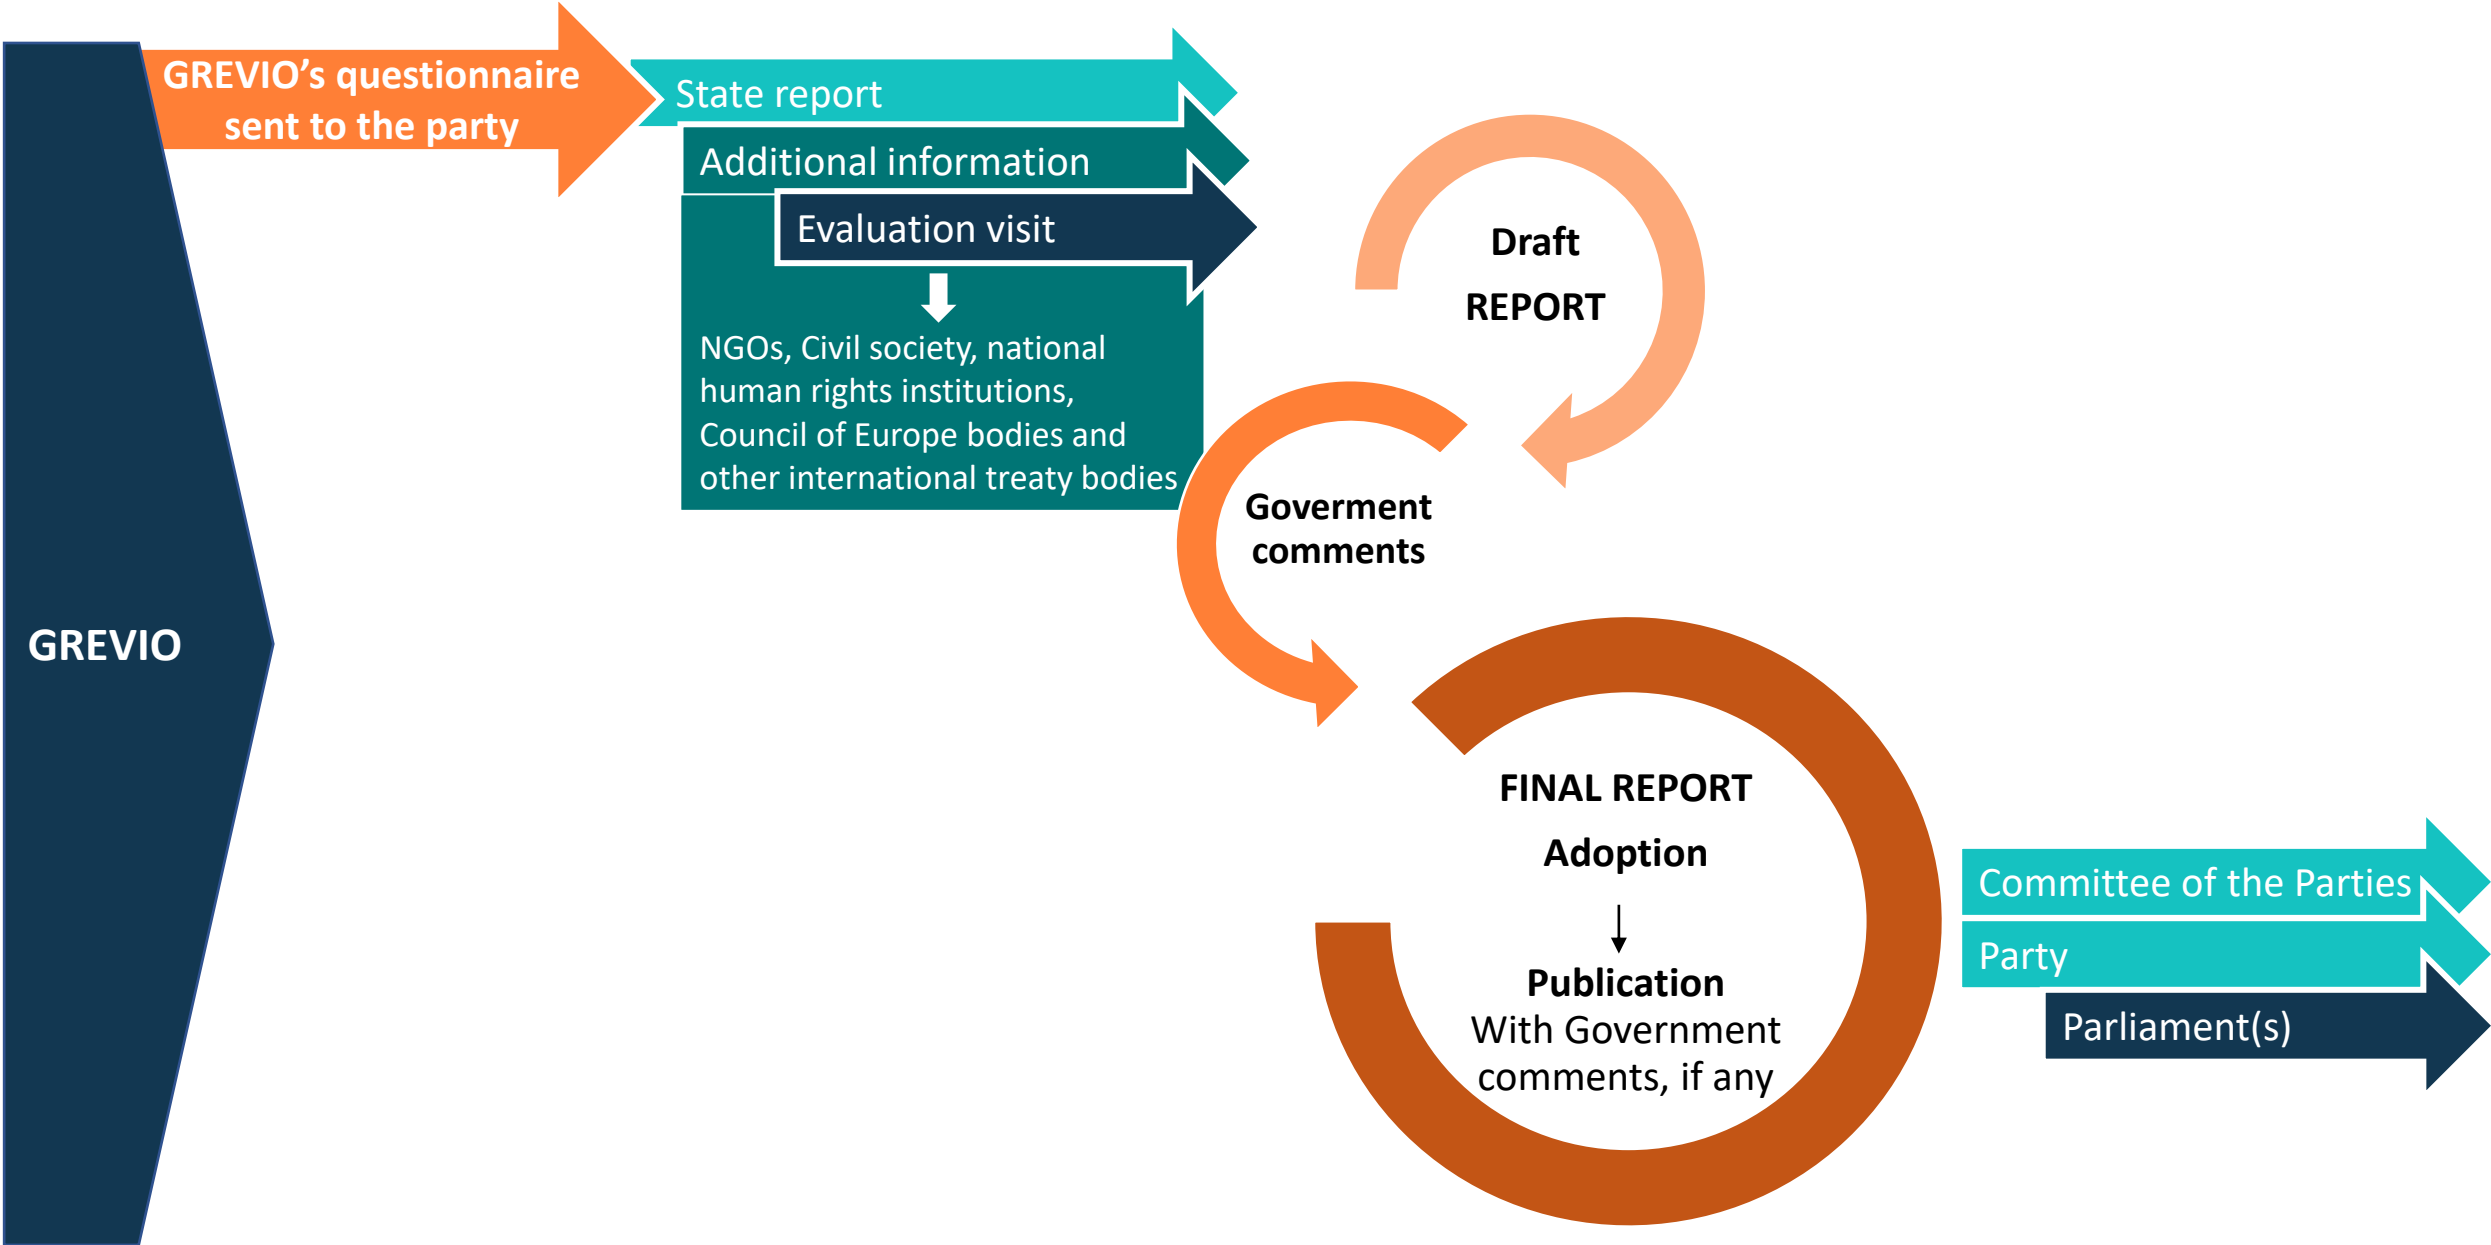 GREVIO
GREVIO’s questionnaire
sent to the party
State report
Additional information
Evaluation visit
NGOs, Civil society, national
human rights institutions,
Council of Europe bodies and
other international treaty bodies
Draft
REPORT
Goverment
comments
FINAL REPORT
Adoption
Publication
With Government
comments, if any
Committee of the Parties
Party
Parliament(s)